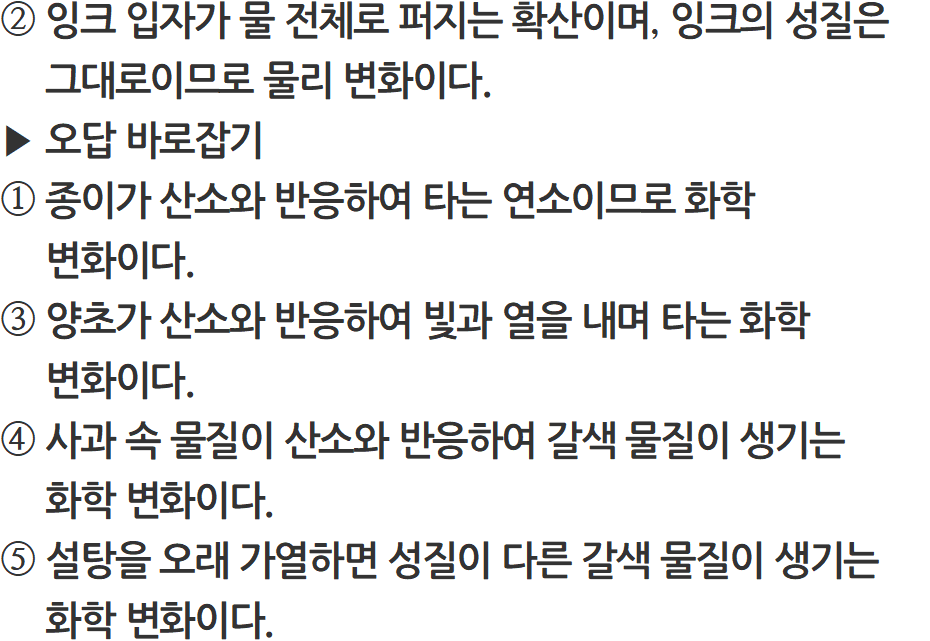 ② 잉크 입자가 물 전체로 퍼지는 확산이며, 잉크의 성질은
그대로이므로 물리 변화이다.
▶ 오답 바로잡기
① 종이가 산소와 반응하여 타는 연소이므로 화학
변화이다.
③ 양초가 산소와 반응하여 빛과 열을 내며 타는 화학
변화이다.
④ 사과 속 물질이 산소와 반응하여 갈색 물질이 생기는
화학 변화이다.
⑤ 설탕을 오래 가열하면 성질이 다른 갈색 물질이 생기는
화학 변화이다.